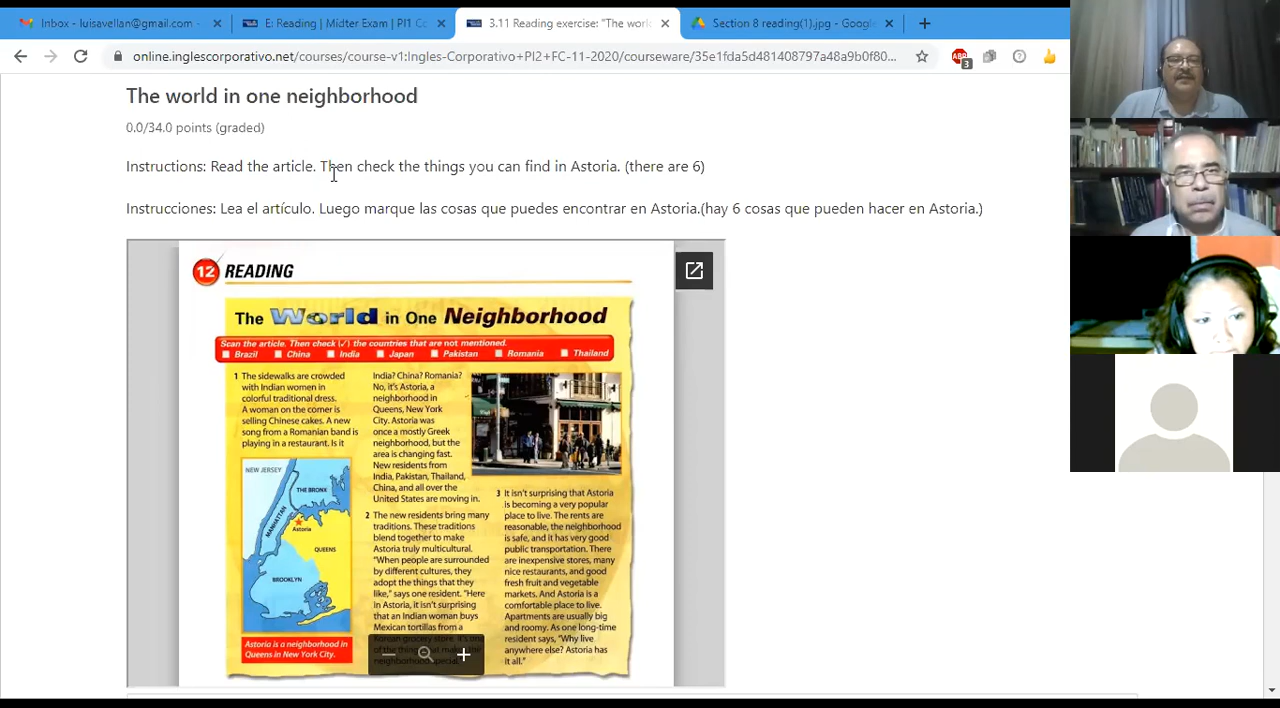 Inbox - luisavellan@gmail.com -
E: Reading | Midter Exam | PI1 C
3.11 Reading exercise: "The worl
Section 8 reading(1).jpg - Googl
online.inglescorporativo.net/courses/course-v1:Ingles-Corporativo+PI2+FC-11-2020/courseware/35e1fda5d481408797a48a9b0f80...
3
The world in one neighborhood
0.0/34.0 points (graded)
Instructions: Read the article. Then check the things you can find in Astoria. (there are 6)
Instrucciones: Lea el artículo. Luego marque las cosas que puedes encontrar en Astoria.(hay 6 cosas que pueden hacer en Astoria.)
12 READING
The World in One Neighborhood
Scan the article. Then check (✓) the countries that are not mentioned.
Brazil China India Japan Pakistan Romania Thailand
1 The sidewalks are crowded
with Indian women in
colorful traditional dress.
A woman on the corner is
selling Chinese cakes. A new
song from a Romanian band is
playing in a restaurant. Is it
India? China? Romania?
No, it's Astoria, a
neighborhood in
Queens, New York
City. Astoria was
once a mostly Greek
neighborhood, but the
area is changing fast.
New residents from
India, Pakistan, Thailand,
China, and all over the
United States are moving in.
2 The new residents bring many
traditions. These traditions
blend together to make
Astoria truly multicultural.
"When people are surrounded
by different cultures, they
adopt the things that they
like," says one resident. "Here
in Astoria, it isn't surprising
that an Indian woman buys
Mexican tortillas from a
Korean grocery store. It's one
of the things that makes the
neighborhood special."
3 It isn't surprising that Astoria
is becoming a very popular
place to live. The rents are
reasonable, the neighborhood
is safe, and it has very good
public transportation. There
are inexpensive stores, many
nice restaurants, and good
fresh fruit and vegetable
markets. And Astoria is a
comfortable place to live.
Apartments are usually big
and roomy. As one long-time
resident says, "Why live
anywhere else? Astoria has
it all."
NEW JERSEY
THE BRONX
MANHATTAN
Astoria
QUEENS
BROOKLYN
Astoria is a neighborhood in
Queens in New York City.